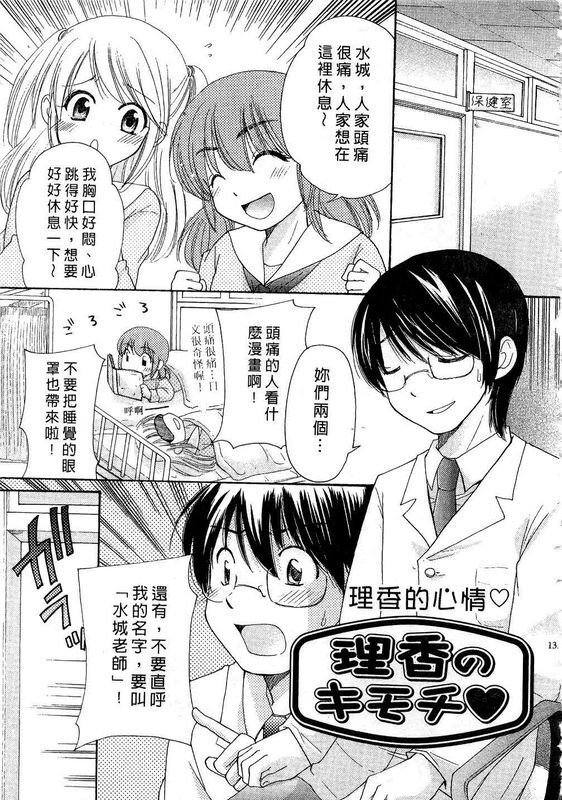 保健室
水城，人家頭痛
很痛，人家想在
這裡休息～
我胸口好悶、心
跳得好快，想要
好好休息一下～
妳們兩個…
頭痛的人看什
麼漫畫啊！
頭痛很痛…日
文很奇怪喔！
呼啊
ごろごろ
不要把睡覺的眼
罩也帶來啦！
ガラ
還有，不要直呼
我的名字，要叫
「水城老師」！
理香的心情♡
理香の
キモチ♥
13.